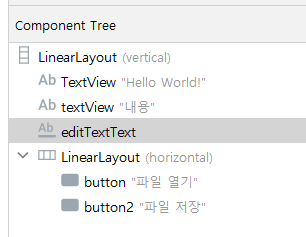 Component Tree
LinearLayout (vertical)
Ab TextView "Hello World!"
Ab textView "내용"
Ab editTextText
LinearLayout (horizontal)
button "파일 열기"
button2 "파일 저장"